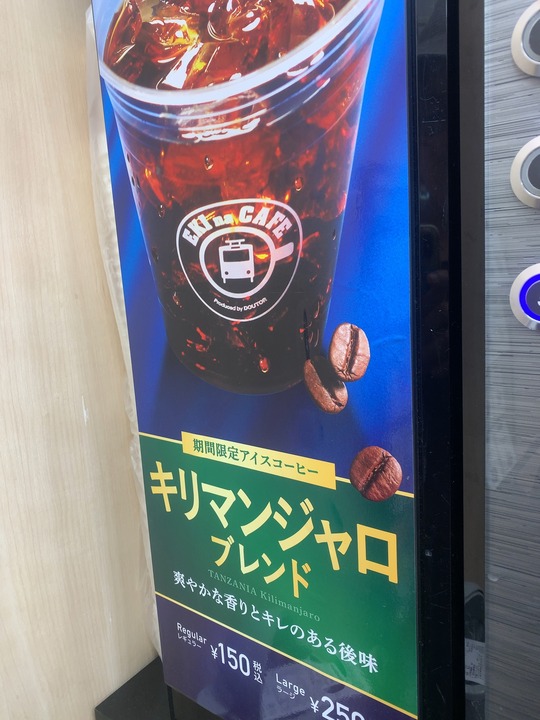 EKI na CAFE
Produced by DOUTOR
期間限定アイスコーヒー
キリマンジャロ
ブレンド
TANZANIA Kilimanjaro
爽やかな香りとキレのある後味
Regular
レギュラー
¥150 税込
Large
ラージ
¥250